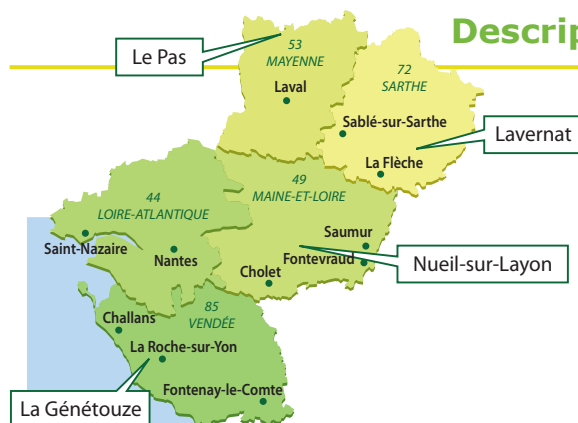 Descrip
Le Pas
53
MAYENNE
Laval
72
SARTHE
Sablé-sur-Sarthe
Lavernat
La Flèche
44
LOIRE-ATLANTIQUE
49
MAINE-ET-LOIRE
Saint-Nazaire
Nantes
Saumur
Fontevraud
Nueil-sur-Layon
Cholet
85
VENDÉE
Challans
La Roche-sur-Yon
Fontenay-le-Comte
La Génétouze